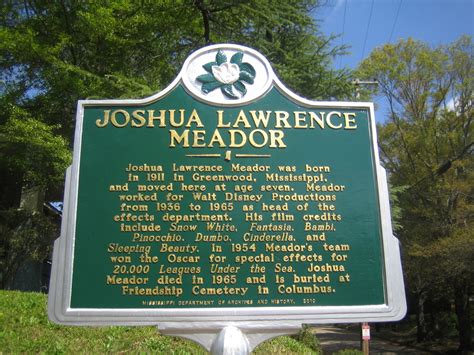 JOSHUA LAWRENCE
MEADOR
Joshua Lawrence Meador was born
in 1911 in Greenwood, Mississippi,
and moved here at age seven. Meador
worked for Walt Disney Productions
from 1936 to 1965 as head of the
effects department. His film credits
include Snow White, Fantasia, Bambi,
Pinocchio, Dumbo, Cinderella, and
Sleeping Beauty. In 1954 Meador's team
won the Oscar for special effects for
20,000 Leagues Under the Sea. Joshua
Meador died in 1965 and is buried at
Friendship Cemetery in Columbus.
MISSISSIPPI DEPARTMENT OF ARCHIVES AND HISTORY, 2010